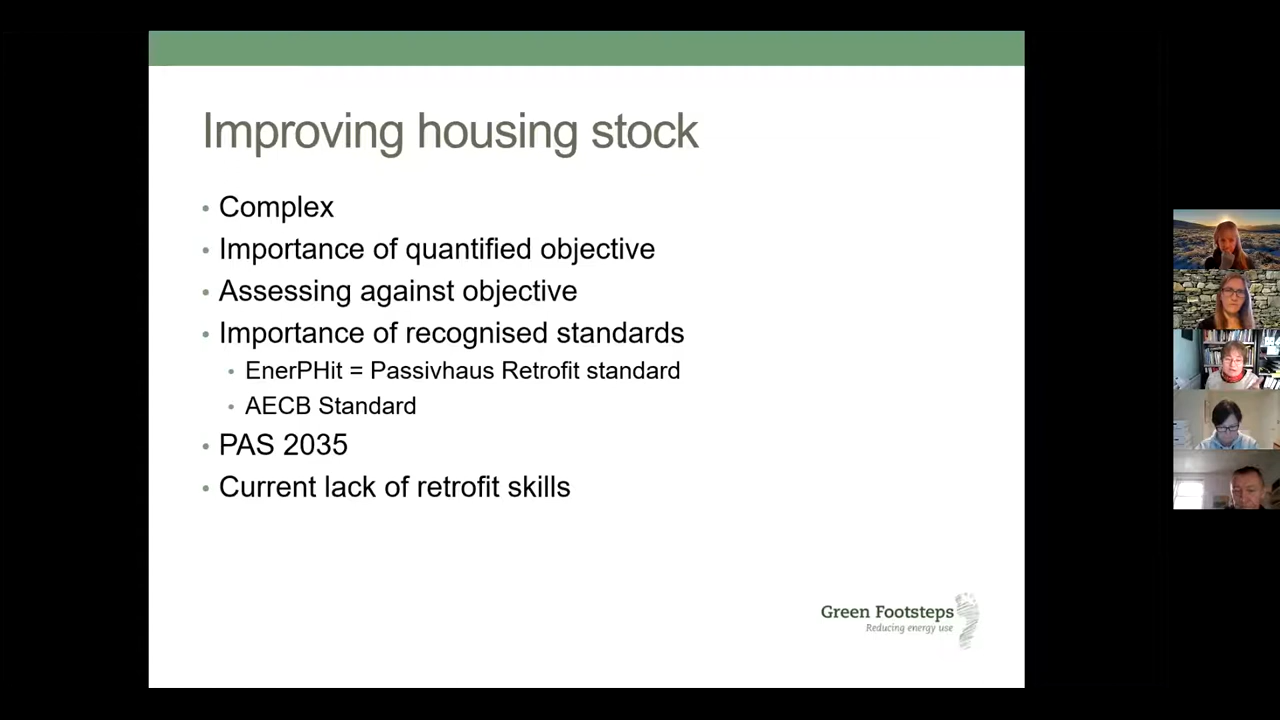 Improving housing stock
• Complex
• Importance of quantified objective
• Assessing against objective
• Importance of recognised standards
• EnerPHit = Passivhaus Retrofit standard
• AECB Standard
• PAS 2035
• Current lack of retrofit skills
Green Footsteps
Reducing energy use